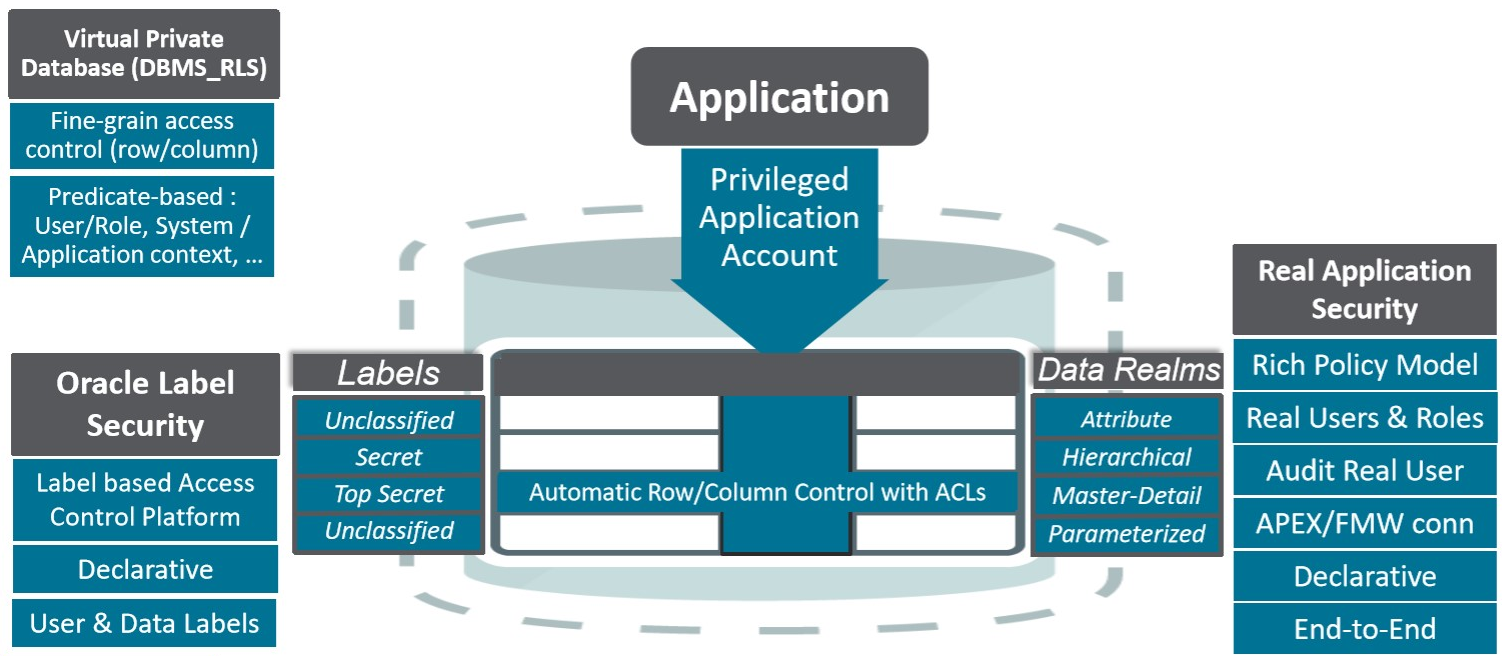 Virtual Private
Database (DBMS_RLS)
Fine-grain access
control (row/column)
Predicate-based :
User/Role, System /
Application context, ...
Application
Privileged
Application
Account
Oracle Label
Security
Label based Access
Control Platform
Declarative
User & Data Labels
Labels
Unclassified
Secret
Top Secret
Unclassified
Automatic Row/Column Control with ACLs
Data Realms
Attribute
Hierarchical
Master-Detail
Parameterized
Real Application
Security
Rich Policy Model
Real Users & Roles
Audit Real User
APEX/FMW conn
Declarative
End-to-End